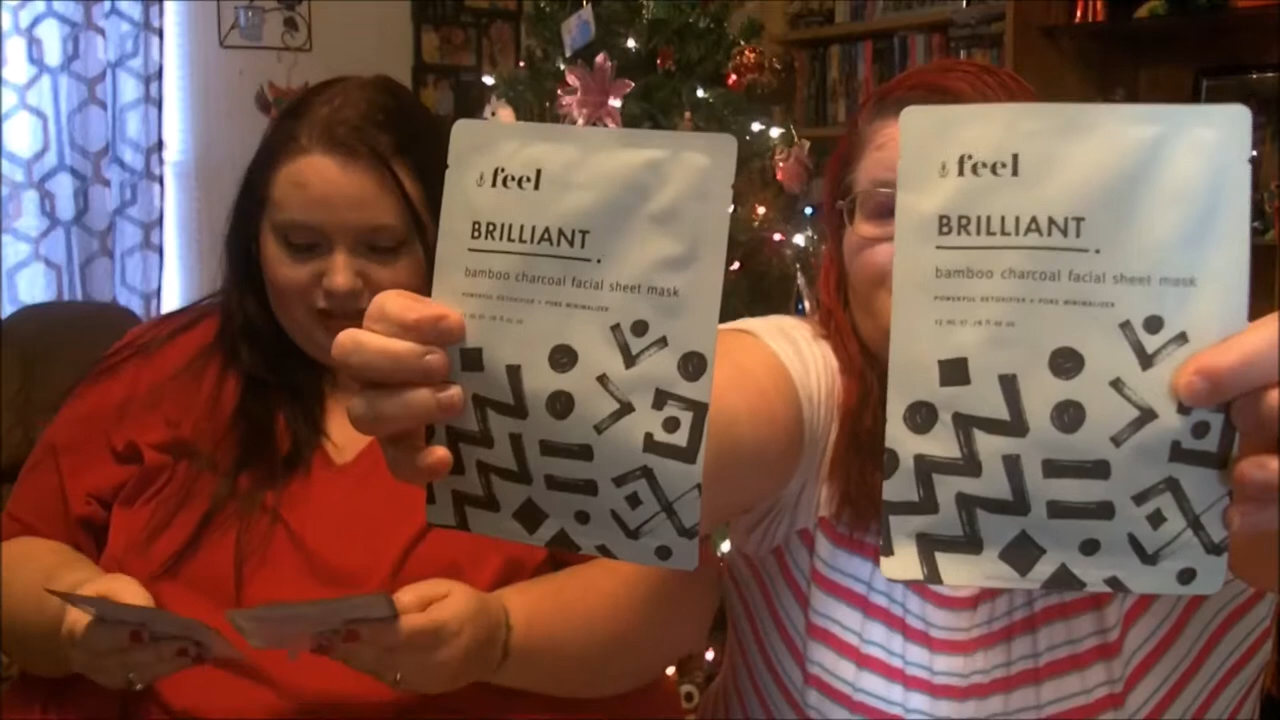 feel
BRILLIANT.
bamboo charcoal facial sheet mask
POWERFUL DETOXIFIER + PORE MINIMALIZER
feel
BRILLIANT.
bamboo charcoal facial sheet mask
POWERFUL DETOXIFIER + PORE MINIMALIZER